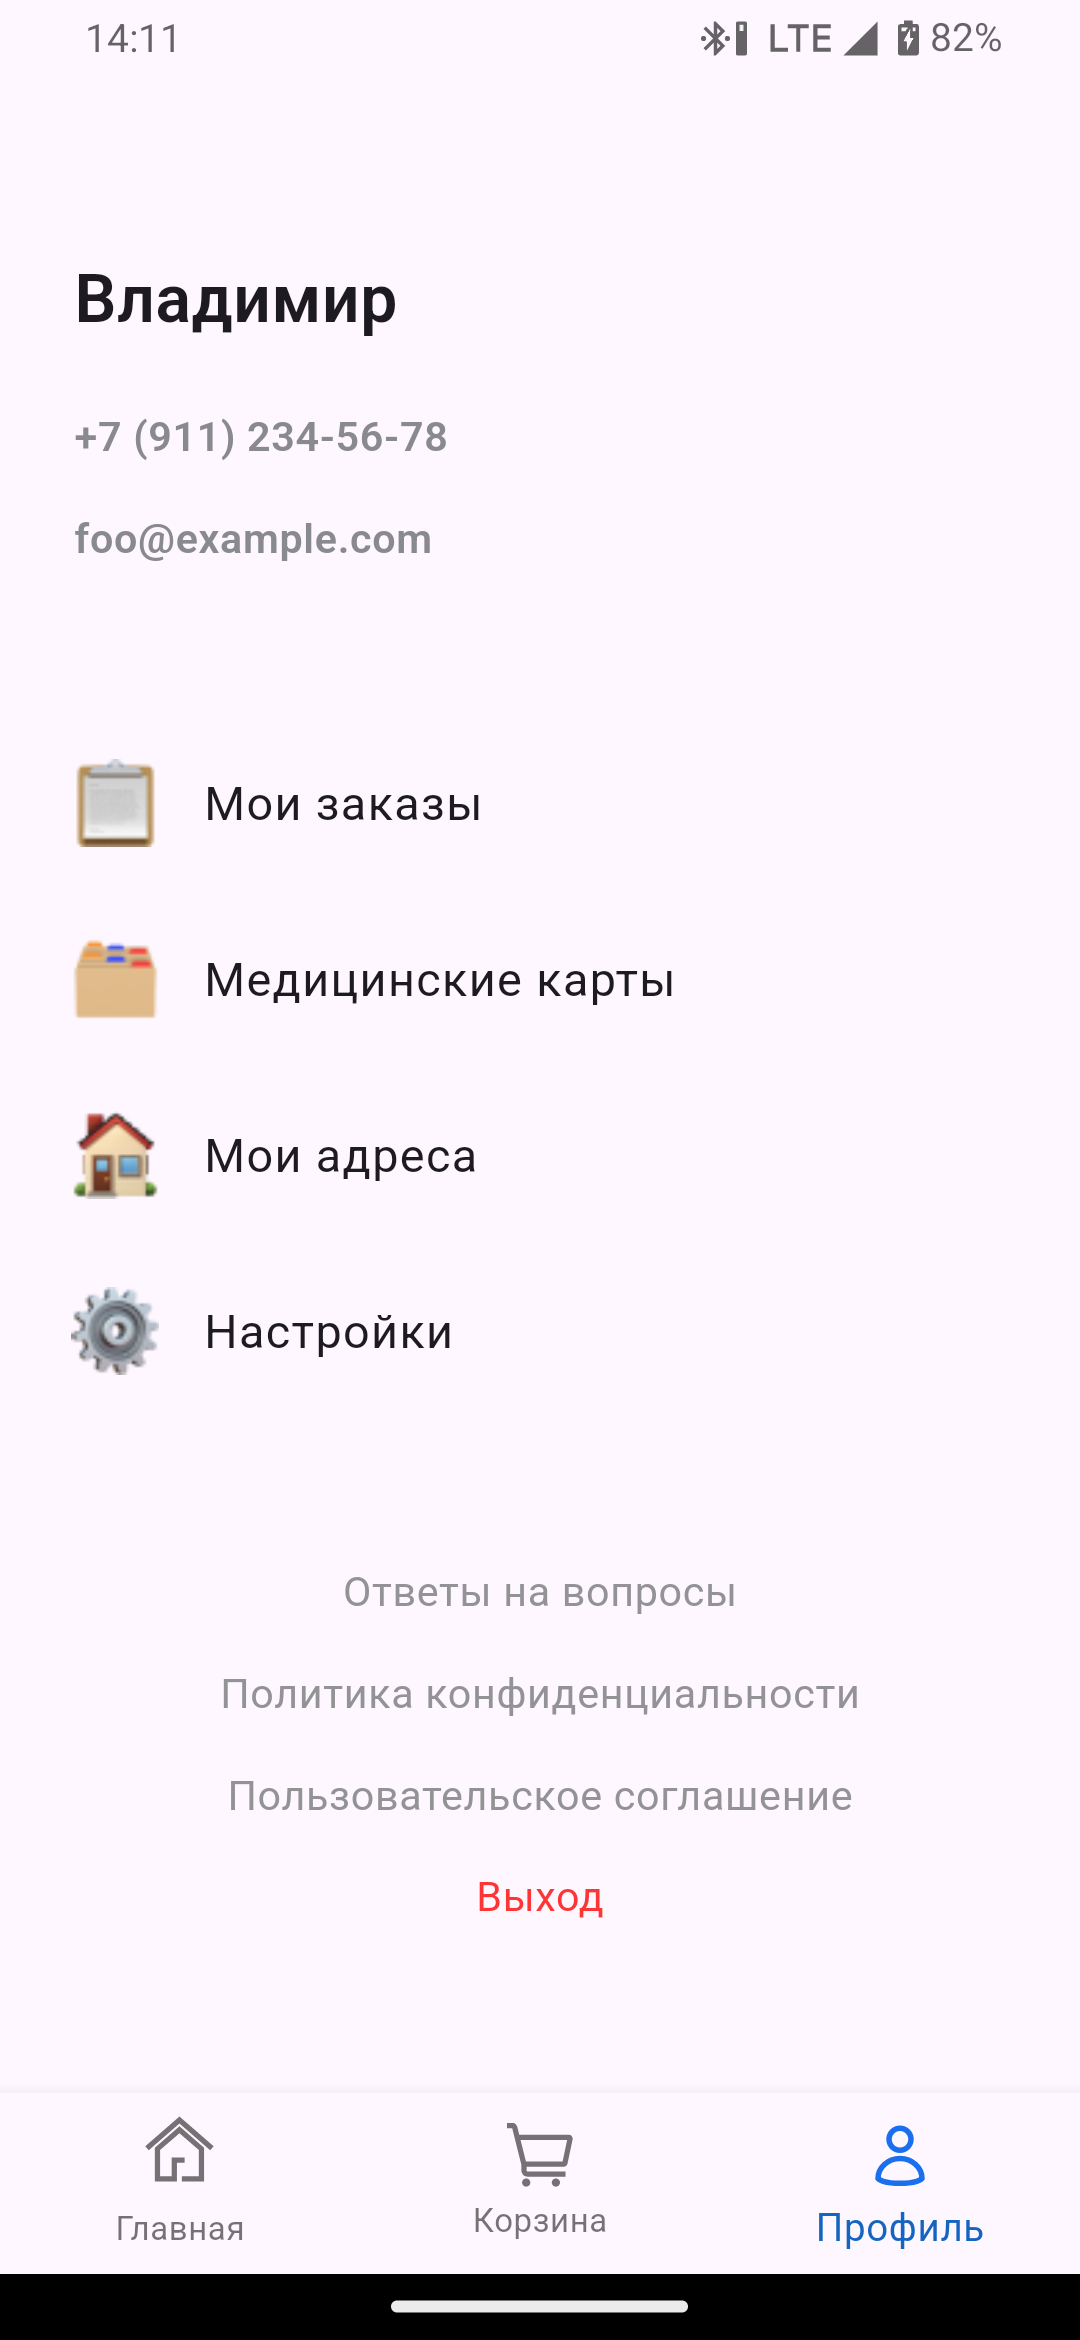 14:11 LTE 82%
Владимир
+7 (911) 234-56-78
foo@example.com
Мои заказы
Медицинские карты
Мои адреса
Настройки
Ответы на вопросы
Политика конфиденциальности
Пользовательское соглашение
Выход
Главная Корзина Профиль